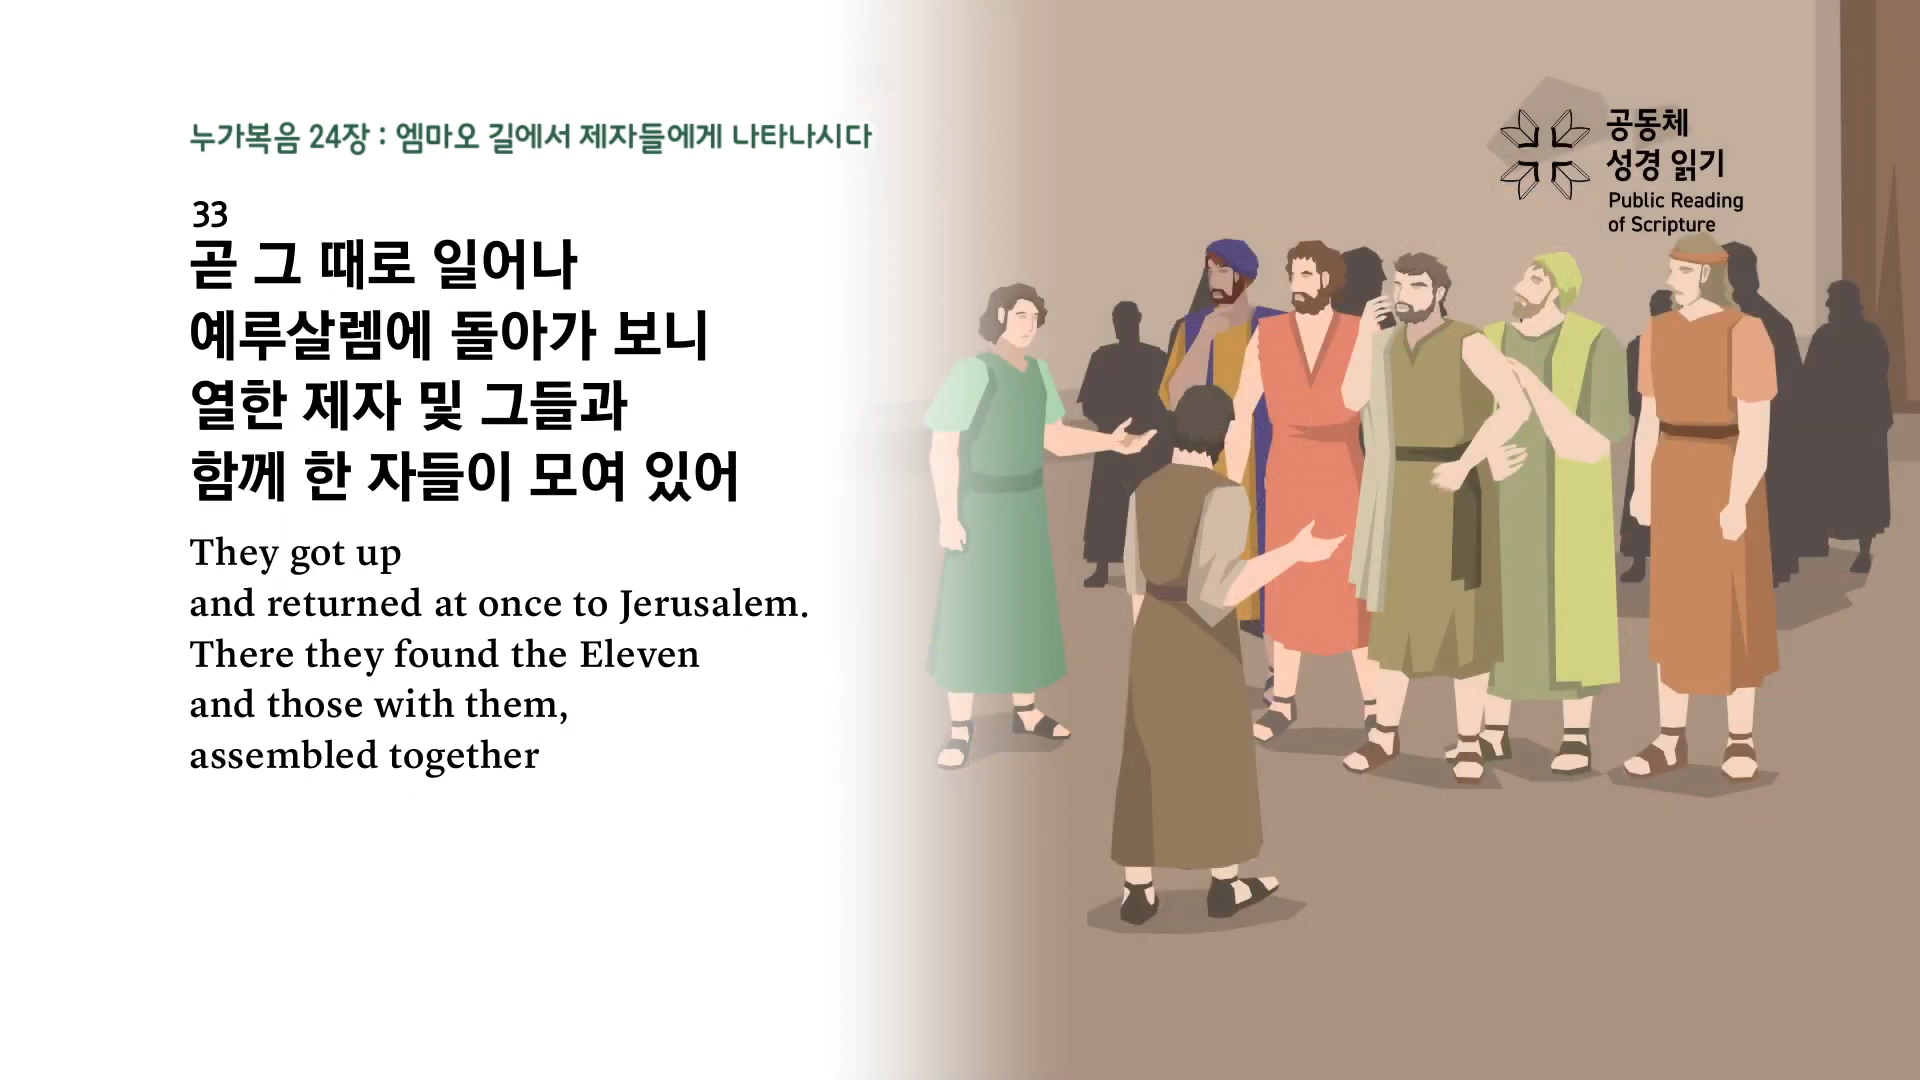 누가복음 24장 : 엠마오 길에서 제자들에게 나타나시다
33
곧 그 때로 일어나
예루살렘에 돌아가 보니
열한 제자 및 그들과
함께 한 자들이 모여 있어
They got up
and returned at once to Jerusalem.
There they found the Eleven
and those with them,
assembled together
공동체
성경 읽기
Public Reading
of Scripture